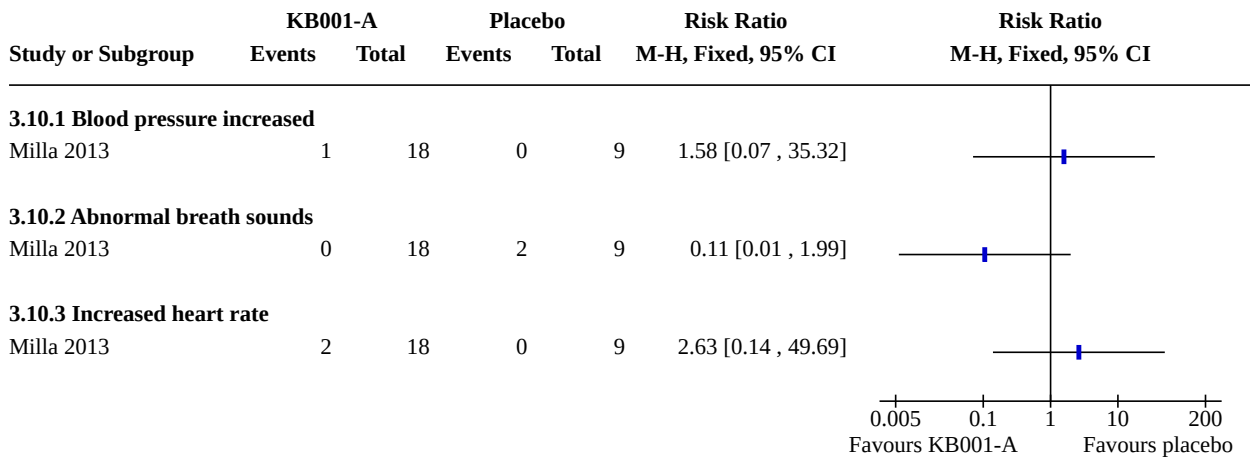 KB001-A Placebo Risk Ratio Risk Ratio
Study or Subgroup Events Total Events Total M-H, Fixed, 95% CI M-H, Fixed, 95% CI
3.10.1 Blood pressure increased
Milla 2013 1 18 0 9 1.58 [0.07 , 35.32]
3.10.2 Abnormal breath sounds
Milla 2013 0 18 2 9 0.11 [0.01 , 1.99]
3.10.3 Increased heart rate
Milla 2013 2 18 0 9 2.63 [0.14 , 49.69]
0.005 0.1 1 10 200
Favours KB001-A Favours placebo